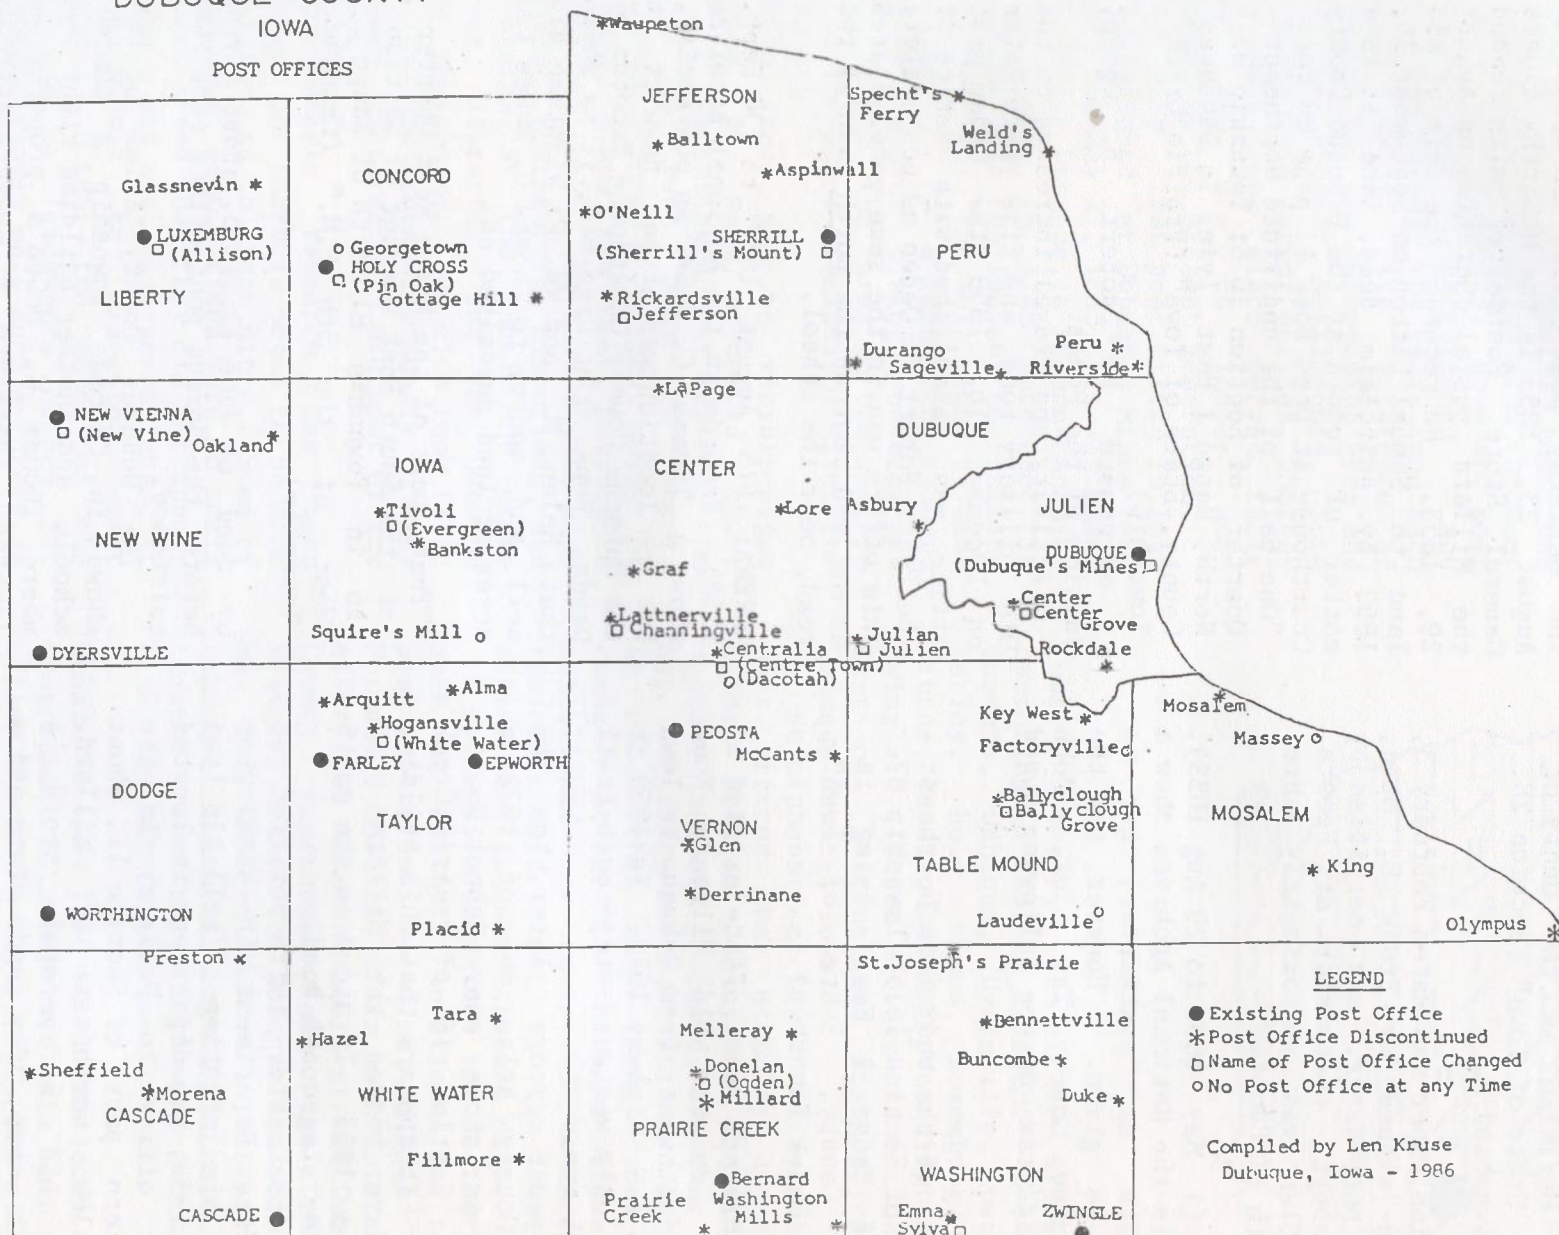 DUBUQUE COUNTY
IOWA
POST OFFICES
*Waupeton
JEFFERSON
Specht's *
Ferry
*Balltown
Weld's
Landing *
*Aspinwall
Glassnevin *
CONCORD
*O'Neill
● LUXEMBURG
□ (Allison)
○ Georgetown
● HOLY CROSS
□ (Pin Oak)
Cottage Hill *
SHERRILL ●
(Sherrill's Mount) □
PERU
LIBERTY
*Rickardsville
□Jefferson
Peru *
*Durango
Sageville*
Riverside*
*LaPage
● NEW VIENNA
□ (New Vine)
Oakland*
DUBUQUE
IOWA
CENTER
*Tivoli
□(Evergreen)
*Bankston
*Lore
Asbury
*
JULIEN
NEW WINE
DUBUQUE●
(Dubuque's Mines)□
*Graf
*Center
□Center
Grove
*Lattnerville
□Channingville
Squire's Mill ○
*Julian
□ Julien
●DYERSVILLE
*Centralia
□(Centre Town)
○(Dacotah)
Rockdale
*
*Arquitt
*Alma
*Hogansville
□(White Water)
Mosalem
*
Key West*
●PEOSTA
McCants *
Factoryville○
Massey○
●FARLEY
●EPWORTH
DODGE
*Ballyclough
□Ballyclough
Grove
TAYLOR
VERNON
*Glen
MOSALEM
TABLE MOUND
*King
*Derrinane
● WORTHINGTON
Placid *
Laudeville○
Olympus
*
Preston *
*
St.Joseph's Prairie
LEGEND
●Existing Post Office
*Post Office Discontinued
□Name of Post Office Changed
○No Post Office at any Time
Tara *
Melleray *
*Bennettville
*Hazel
Buncombe*
*Sheffield
*Donelan
□(Ogden)
*Millard
*Morena
CASCADE
WHITE WATER
Duke*
PRAIRIE CREEK
Compiled by Len Kruse
Dubuque, Iowa - 1986
Fillmore *
WASHINGTON
●Bernard
Prairie
Creek
*
Washington
Mills *
CASCADE ●
Emna*
Sylva□
ZWINGLE
●